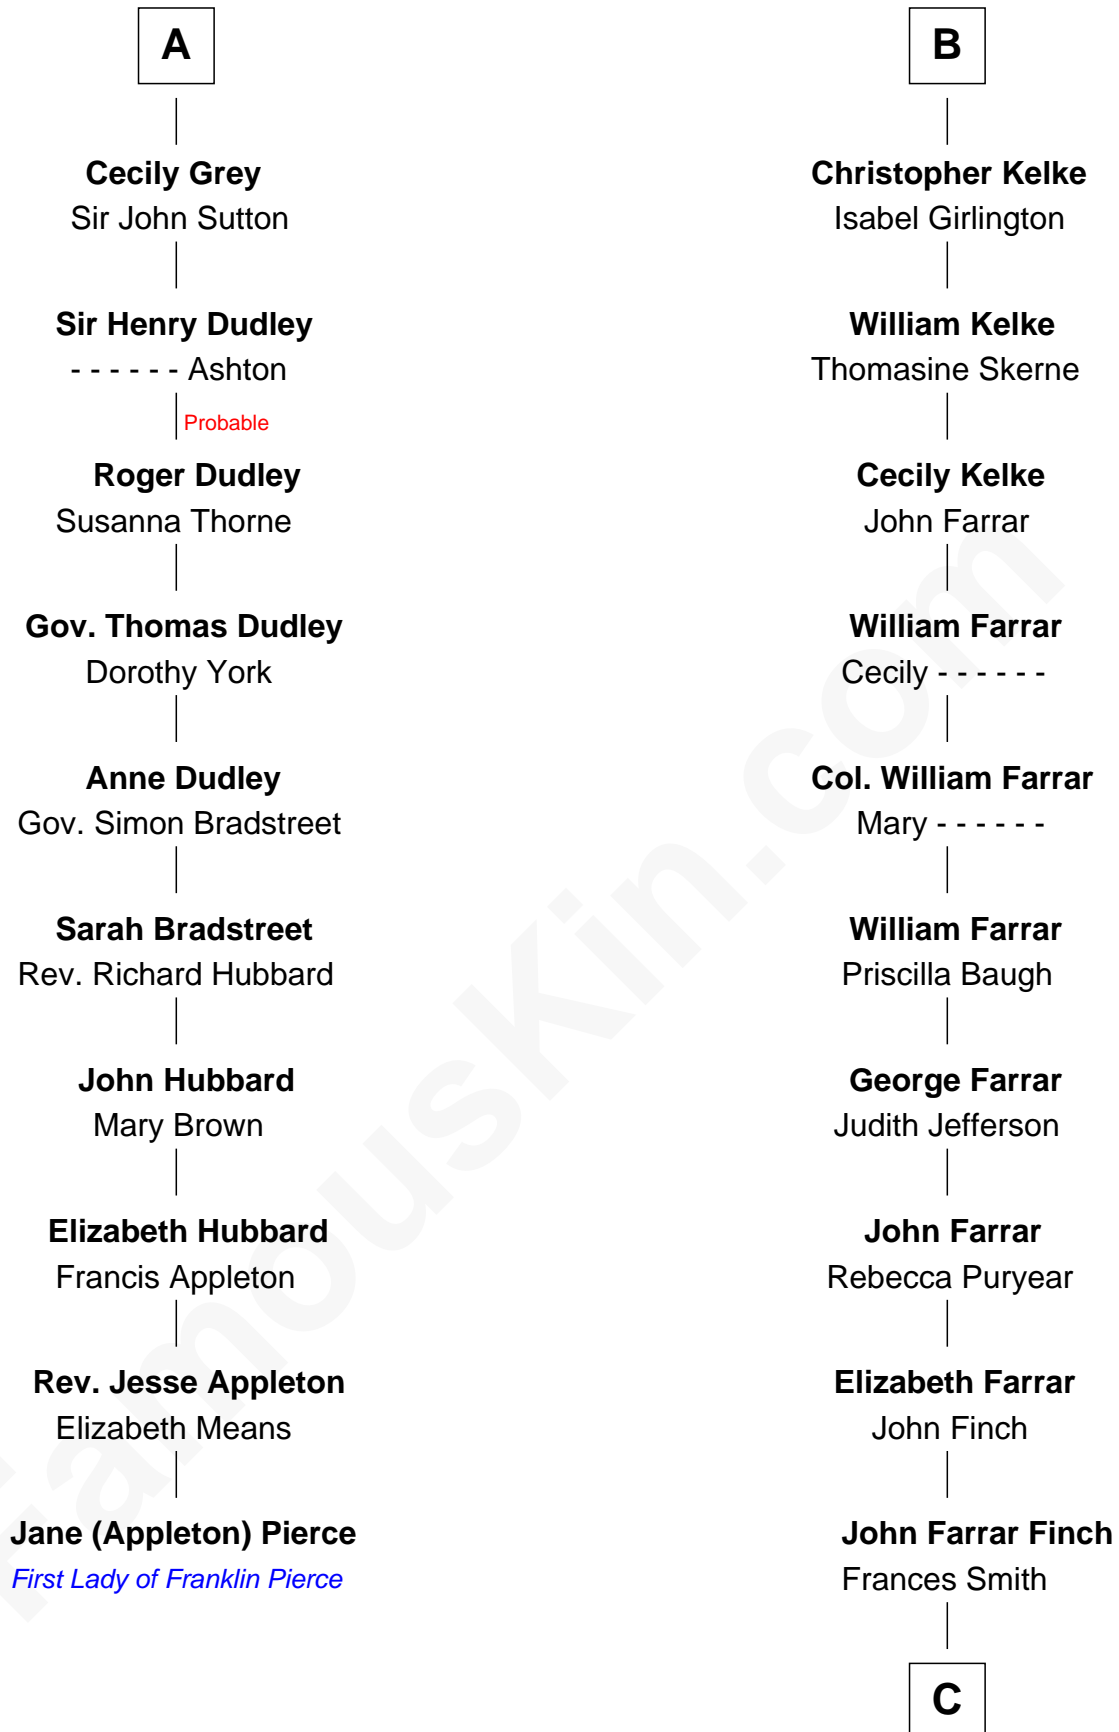 A
Cecily Grey
Sir John Sutton
Sir Henry Dudley
- - - - - - Ashton
Probable
Roger Dudley
Susanna Thorne
Gov. Thomas Dudley
Dorothy York
Anne Dudley
Gov. Simon Bradstreet
Sarah Bradstreet
Rev. Richard Hubbard
John Hubbard
Mary Brown
Elizabeth Hubbard
Francis Appleton
Rev. Jesse Appleton
Elizabeth Means
Jane (Appleton) Pierce
First Lady of Franklin Pierce
B
Christopher Kelke
Isabel Girlington
William Kelke
Thomasine Skerne
Cecily Kelke
John Farrar
William Farrar
Cecily - - - - - -
Col. William Farrar
Mary - - - - - -
William Farrar
Priscilla Baugh
George Farrar
Judith Jefferson
John Farrar
Rebecca Puryear
Elizabeth Farrar
John Finch
John Farrar Finch
Frances Smith
C
FamousKin.com